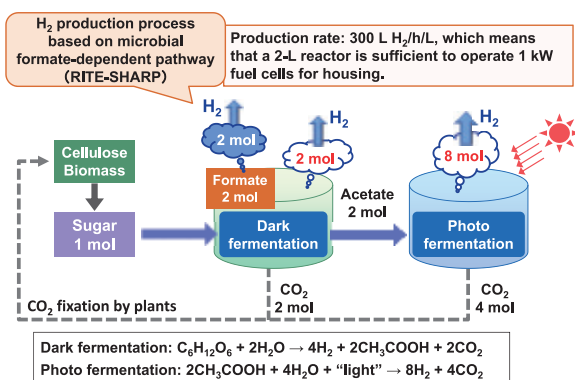 H₂ production process
based on microbial
formate-dependent pathway
(RITE-SHARP)
Production rate: 300 L H₂/h/L, which means
that a 2-L reactor is sufficient to operate 1 kW
fuel cells for housing.
H₂
H₂
H₂
2 mol
2 mol
8 mol
Cellulose
Biomass
Formate
2 mol
Acetate
2 mol
Sugar
1 mol
Dark
fermentation
Photo
fermentation
CO₂
2 mol
CO₂
4 mol
CO₂ fixation by plants
Dark fermentation: C₆H₁₂O₆ + 2H₂O → 4H₂ + 2CH₃COOH + 2CO₂
Photo fermentation: 2CH₃COOH + 4H₂O + “light” → 8H₂ + 4CO₂